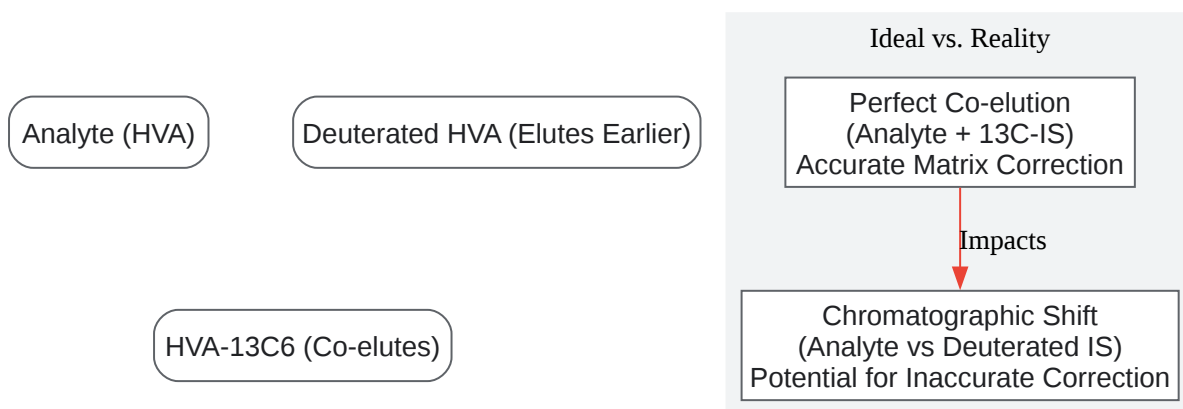 Analyte (HVA)
Deuterated HVA (Elutes Earlier)
HVA-13C6 (Co-elutes)
Ideal vs. Reality
Perfect Co-elution
(Analyte + 13C-IS)
Accurate Matrix Correction
Impacts
Chromatographic Shift
(Analyte vs Deuterated IS)
Potential for Inaccurate Correction